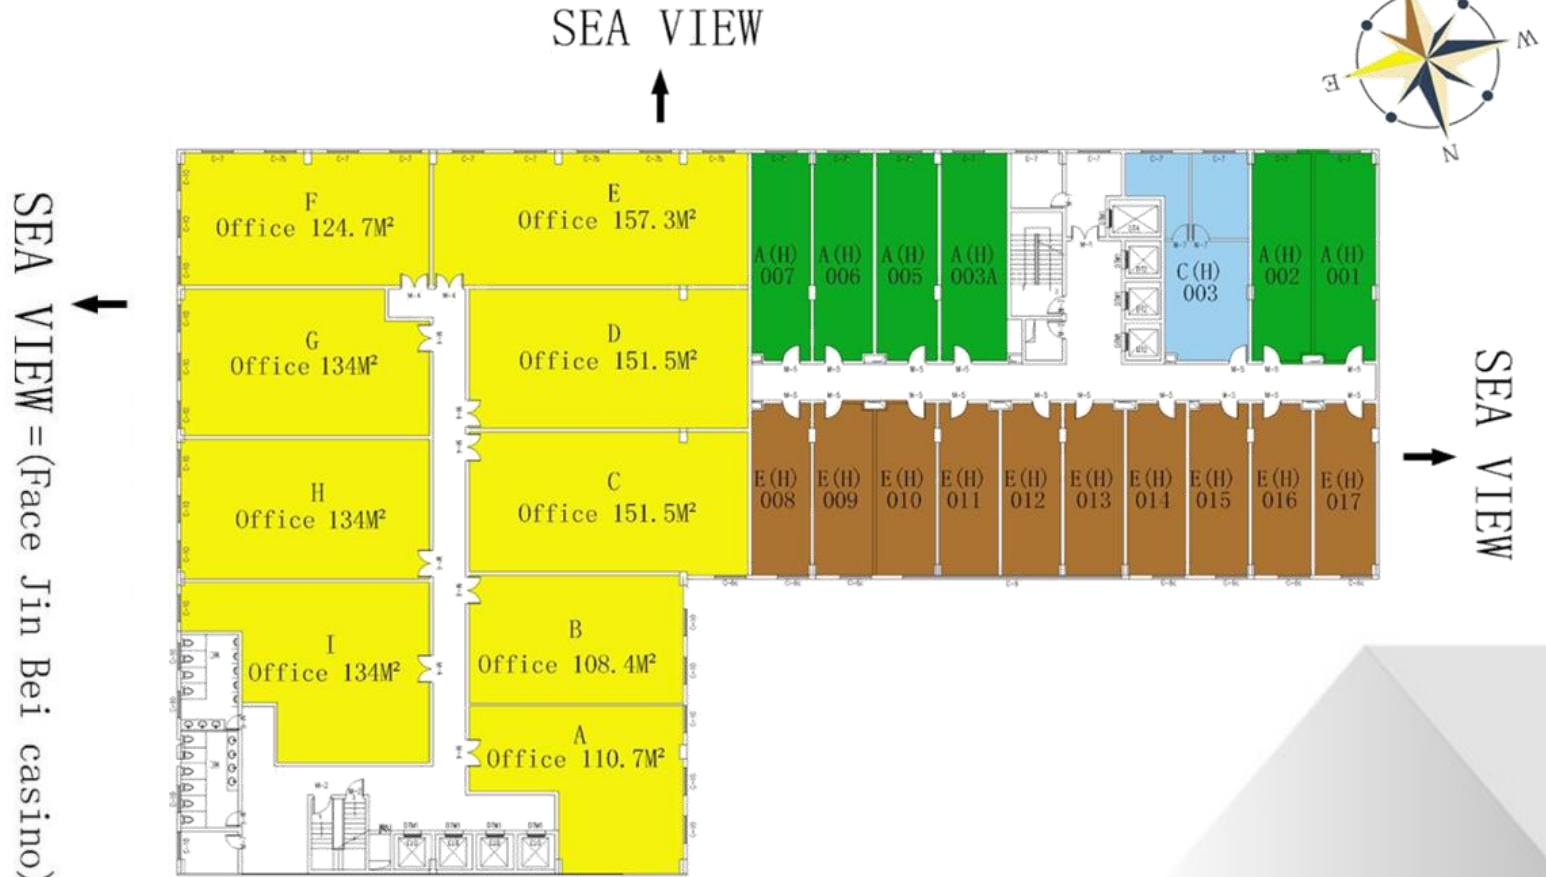 SEA VIEW
W
E
N
SEA VIEW =(Face Jin Bei casino)
SEA VIEW
F
Office 124.7M²
E
Office 157.3M²
G
Office 134M²
D
Office 151.5M²
H
Office 134M²
C
Office 151.5M²
I
Office 134M²
B
Office 108.4M²
A
Office 110.7M²
A(H)
007
A(H)
006
A(H)
005
A(H)
003A
C(H)
003
A(H)
002
A(H)
001
E(H)
008
E(H)
009
E(H)
010
E(H)
011
E(H)
012
E(H)
013
E(H)
014
E(H)
015
E(H)
016
E(H)
017